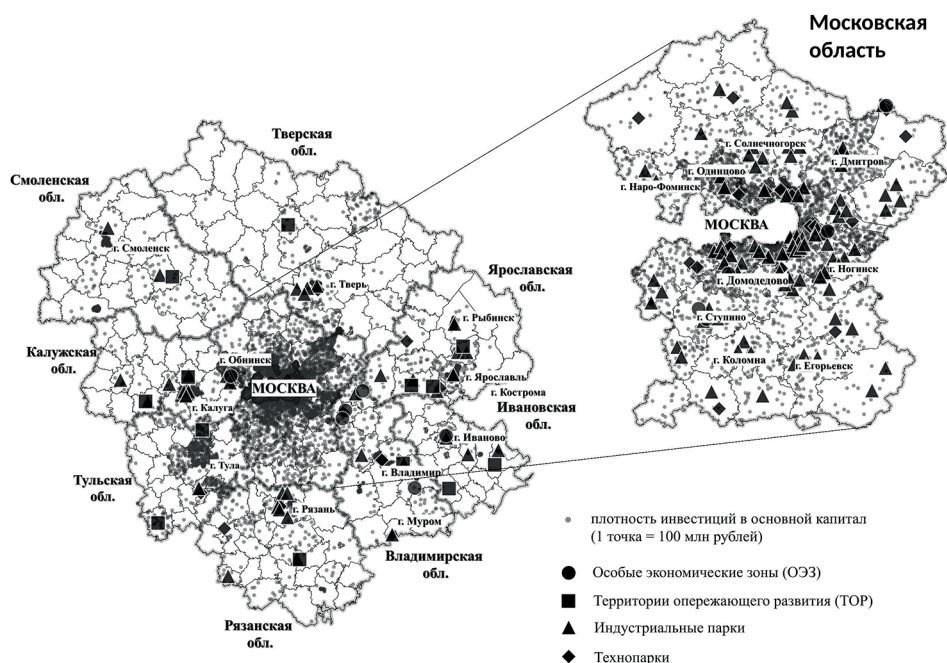 Московская
область
Тверская
обл.
Смоленская
обл.
г. Смоленск
г. Тверь
Ярославская
обл.
г. Рыбинск
Калужская
обл.
г. Обнинск
МОСКВА
г. Ярославль
г. Кострома
г. Калуга
Ивановская
обл.
г. Иваново
г. Тула
Тульская
обл.
г. Владимир
г. Рязань
г. Муром
Владимирская
обл.
Рязанская
обл.
г. Солнечногорск
г. Дмитров
г. Одинцово
г. Наро-Фоминск
МОСКВА
г. Ногинск
г. Домодедово
г. Ступино
г. Коломна
г. Егорьевск
плотность инвестиций в основной капитал
(1 точка = 100 млн рублей)
Особые экономические зоны (ОЭЗ)
Территории опережающего развития (ТОР)
Индустриальные парки
Технопарки